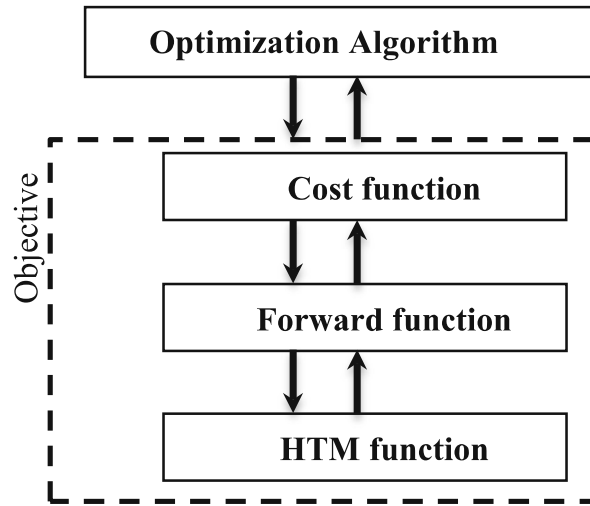 Optimization Algorithm
Objective
Cost function
Forward function
HTM function